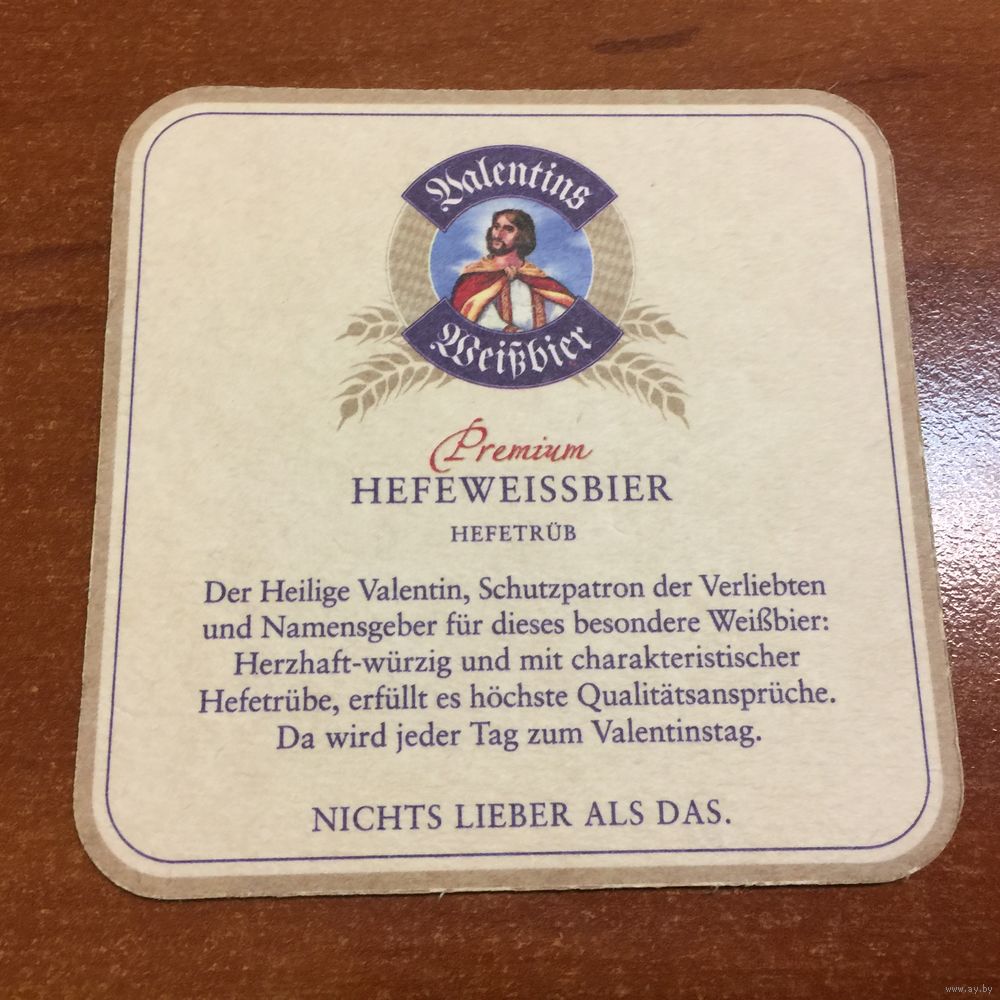 Valentins
Weißbier
Premium
HEFEWEISSBIER
HEFETRÜB
Der Heilige Valentin, Schutzpatron der Verliebten
und Namensgeber für dieses besondere Weißbier:
Herzhaft-würzig und mit charakteristischer
Hefetrübe, erfüllt es höchste Qualitätsansprüche.
Da wird jeder Tag zum Valentinstag.
NICHTS LIEBER ALS DAS.
www.ay.by